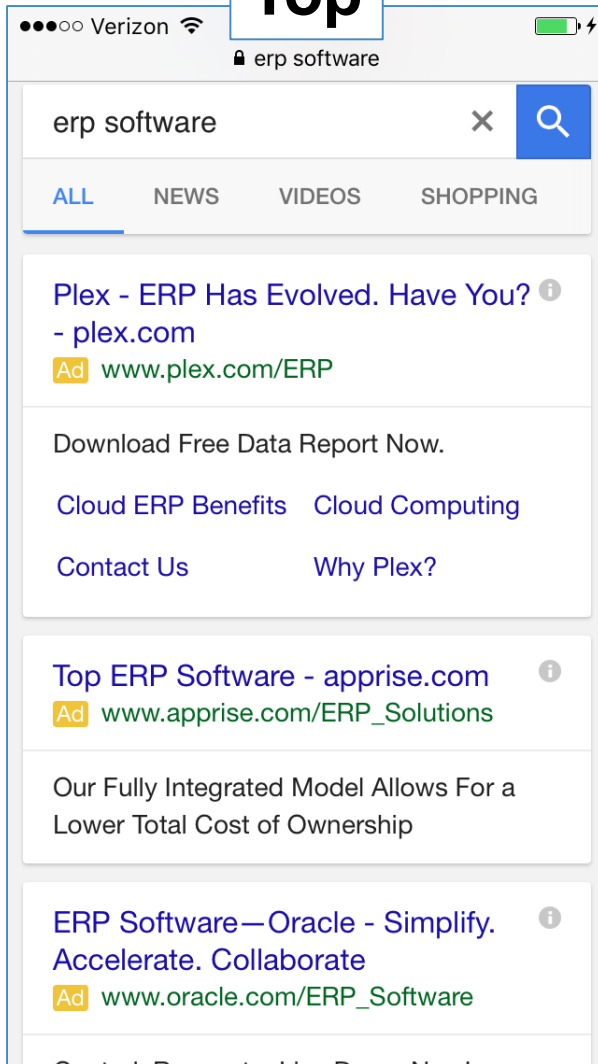 Top
Verizon
erp software
erp software
ALL NEWS VIDEOS SHOPPING
Plex - ERP Has Evolved. Have You?
- plex.com
Ad www.plex.com/ERP
Download Free Data Report Now.
Cloud ERP Benefits Cloud Computing
Contact Us Why Plex?
Top ERP Software - apprise.com
Ad www.apprise.com/ERP_Solutions
Our Fully Integrated Model Allows For a
Lower Total Cost of Ownership
ERP Software—Oracle - Simplify.
Accelerate. Collaborate
Ad www.oracle.com/ERP_Software